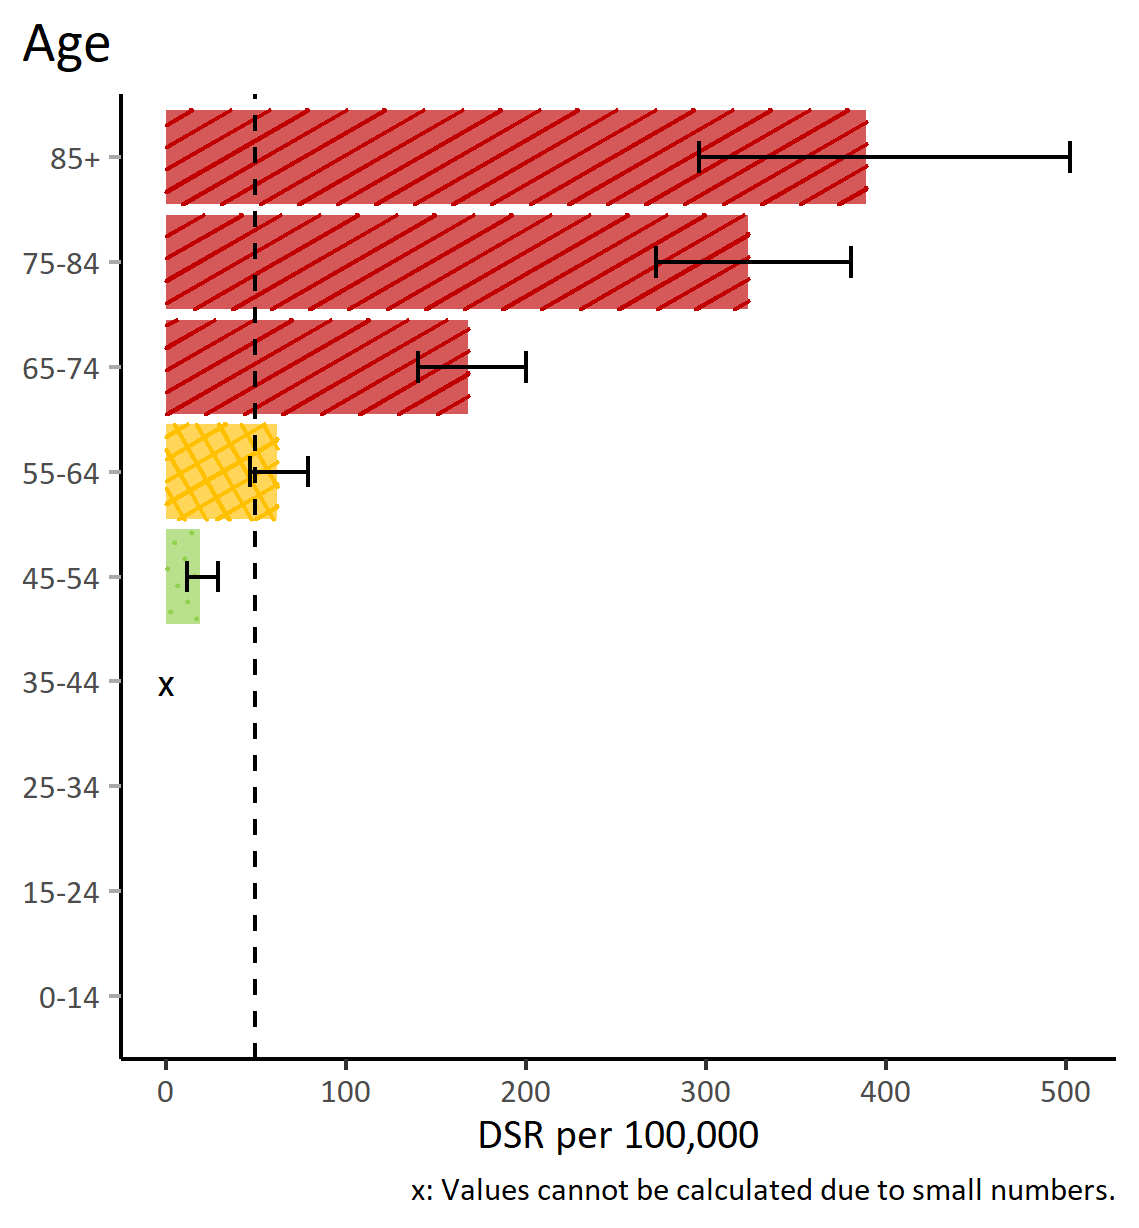 Age
85+
75-84
65-74
55-64
45-54
35-44 x
25-34
15-24
0-14
0 100 200 300 400 500
DSR per 100,000
x: Values cannot be calculated due to small numbers.